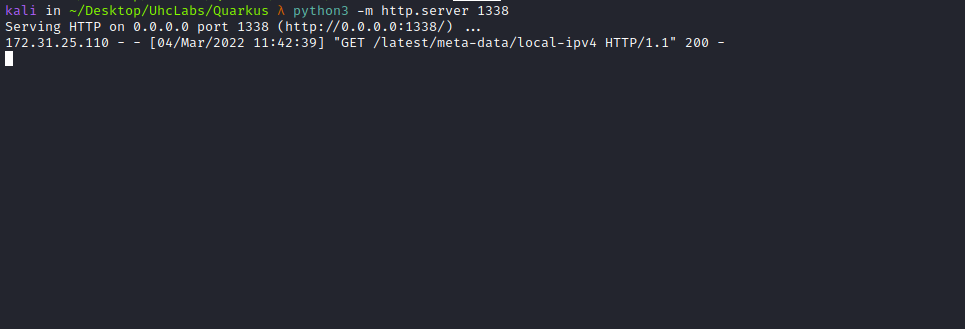 kali in ~/Desktop/UhcLabs/Quarkus λ python3 -m http.server 1338
Serving HTTP on 0.0.0.0 port 1338 (http://0.0.0.0:1338/) ...
172.31.25.110 - - [04/Mar/2022 11:42:39] "GET /latest/meta-data/local-ipv4 HTTP/1.1" 200 -